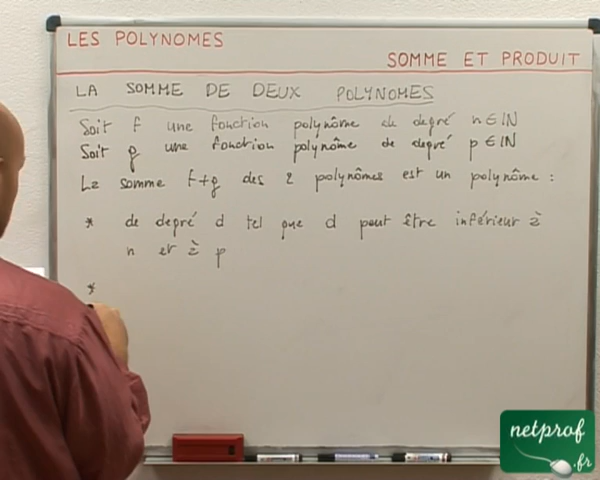 LES POLYNOMES
SOMME ET PRODUIT
LA SOMME DE DEUX POLYNOMES
Soit f une fonction polynôme de degré n ∈ IN
Soit g une fonction polynôme de degré p ∈ IN
La somme f+g des 2 polynômes est un polynôme :
* de degré d tel que d peut être inférieur à
n et à p
*
netprof
.fr